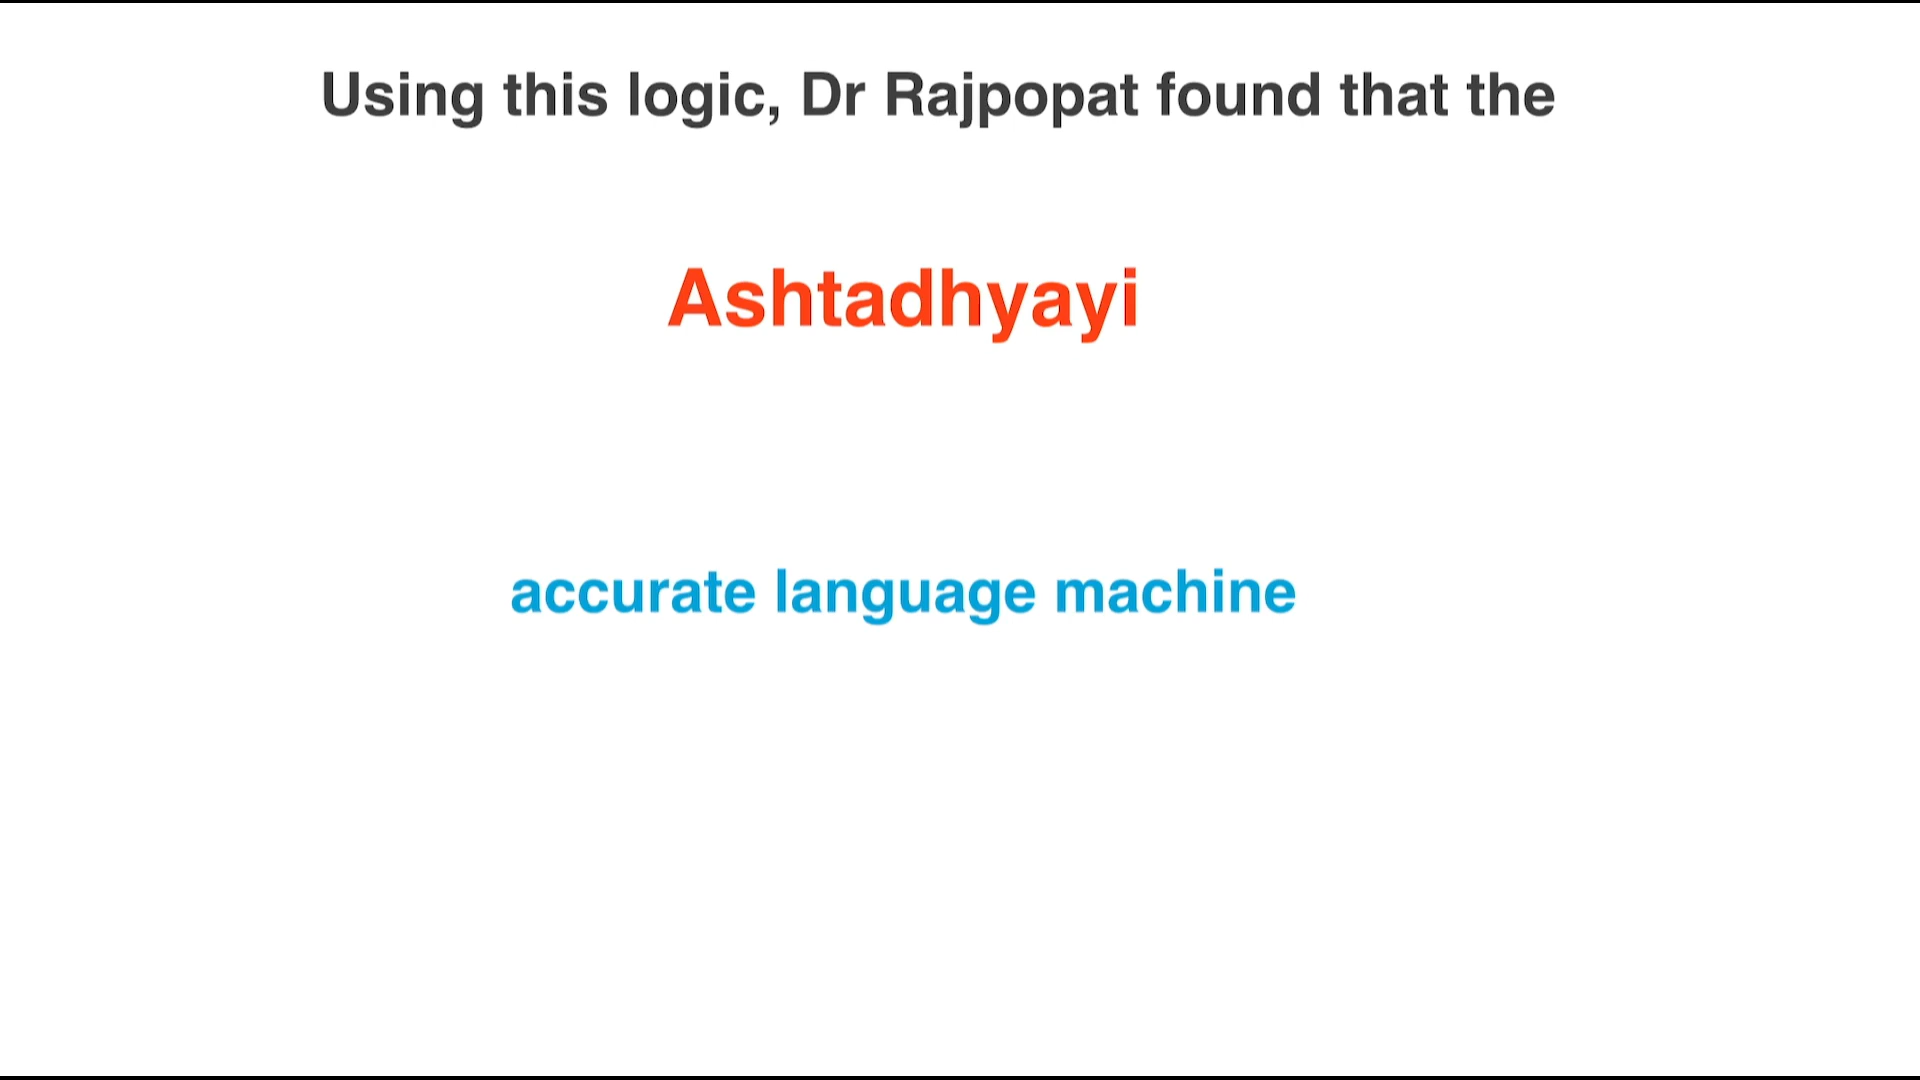 Using this logic, Dr Rajpopat found that the
Ashtadhyayi
accurate language machine